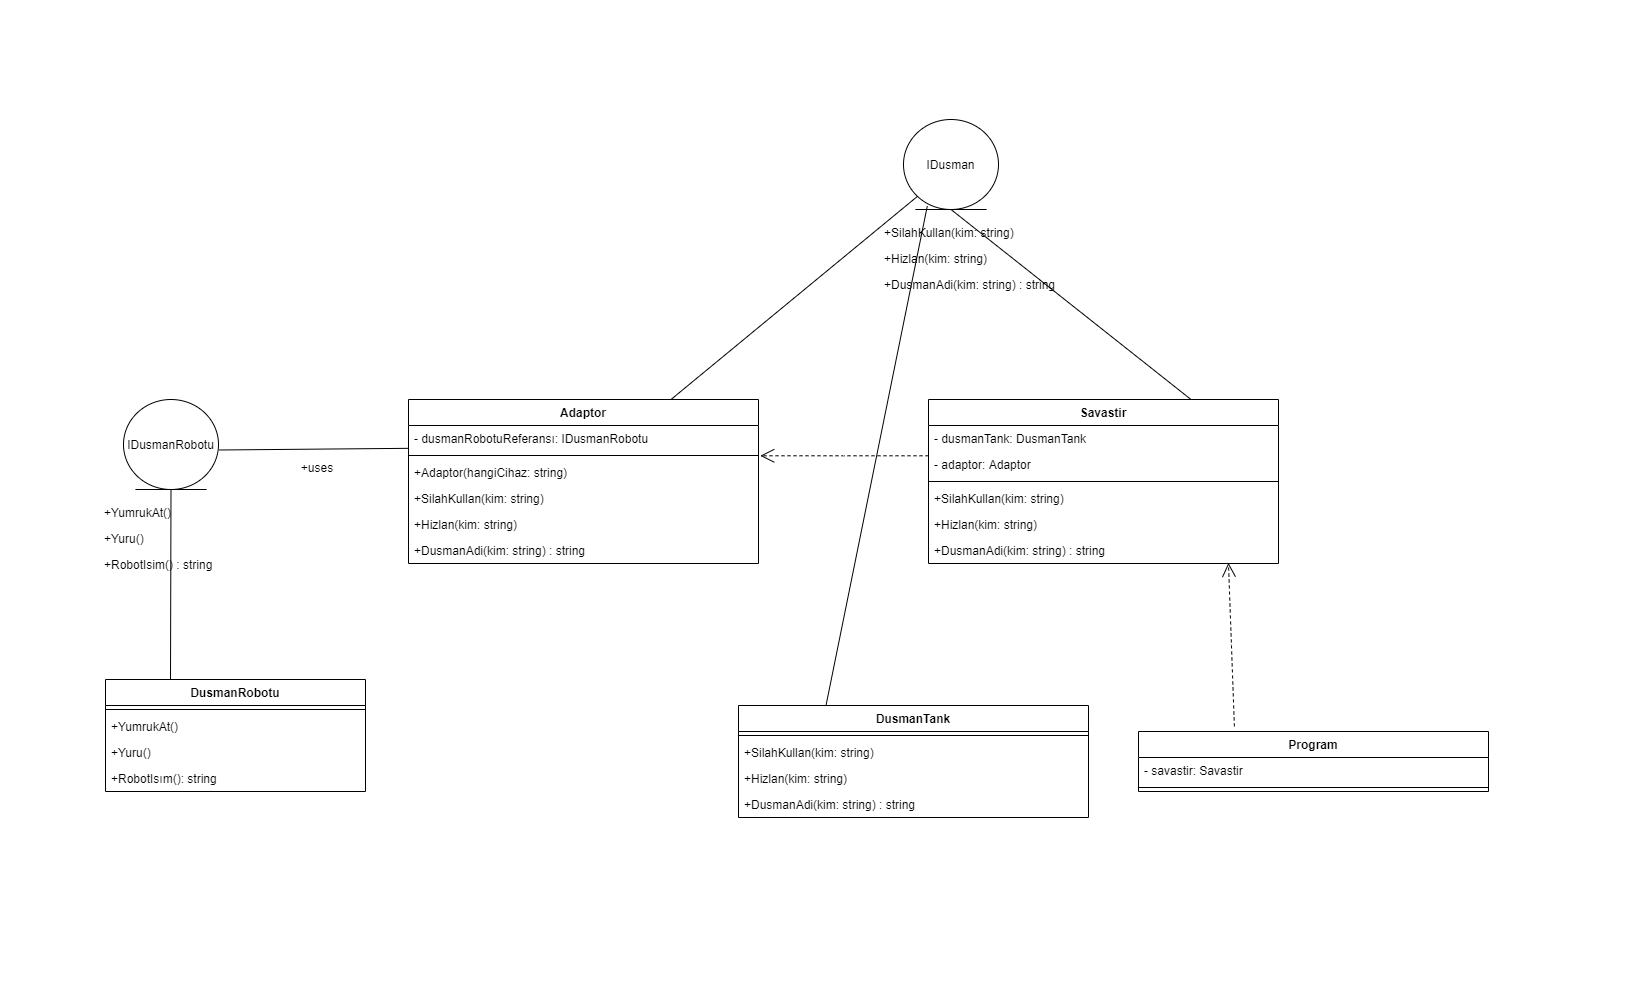 IDusman
+SilahKullan(kim: string)
+Hizlan(kim: string)
+DusmanAdi(kim: string) : string
IDusmanRobotu
+YumrukAt()
+Yuru()
+RobotIsim() : string
+uses
Adaptor
- dusmanRobotuReferansı: IDusmanRobotu
+Adaptor(hangiCihaz: string)
+SilahKullan(kim: string)
+Hizlan(kim: string)
+DusmanAdi(kim: string) : string
Savastir
- dusmanTank: DusmanTank
- adaptor: Adaptor
+SilahKullan(kim: string)
+Hizlan(kim: string)
+DusmanAdi(kim: string) : string
DusmanRobotu
+YumrukAt()
+Yuru()
+RobotIsım(): string
DusmanTank
+SilahKullan(kim: string)
+Hizlan(kim: string)
+DusmanAdi(kim: string) : string
Program
- savastir: Savastir